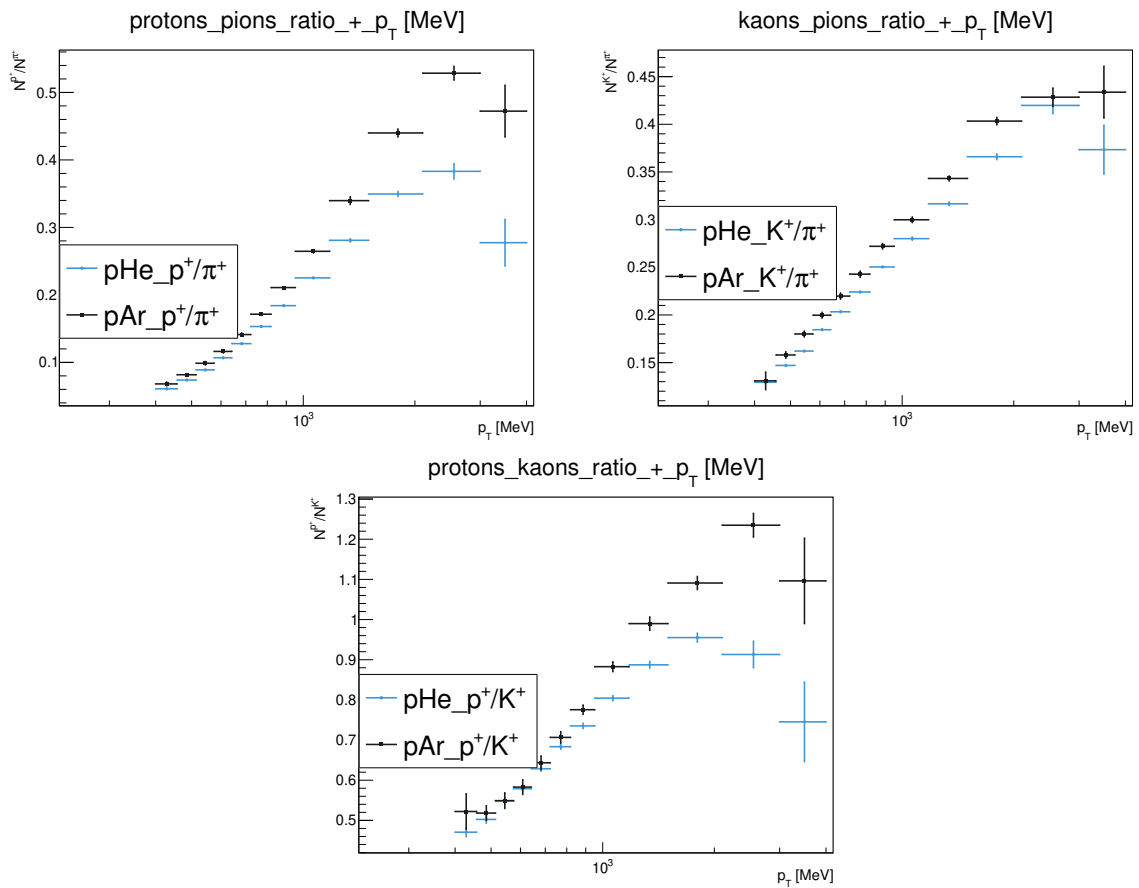 protons_pions_ratio_+_p_T [MeV]
N^p⁺/N^π⁺
0.5
0.4
0.3
0.2
0.1
pHe_p⁺/π⁺
pAr_p⁺/π⁺
10³
p_T [MeV]
kaons_pions_ratio_+_p_T [MeV]
N^K⁺/N^π⁺
0.45
0.4
0.35
0.3
0.25
0.2
0.15
pHe_K⁺/π⁺
pAr_K⁺/π⁺
10³
p_T [MeV]
protons_kaons_ratio_+_p_T [MeV]
N^p⁺/N^K⁺
1.3
1.2
1.1
1
0.9
0.8
0.7
0.6
0.5
pHe_p⁺/K⁺
pAr_p⁺/K⁺
10³
p_T [MeV]